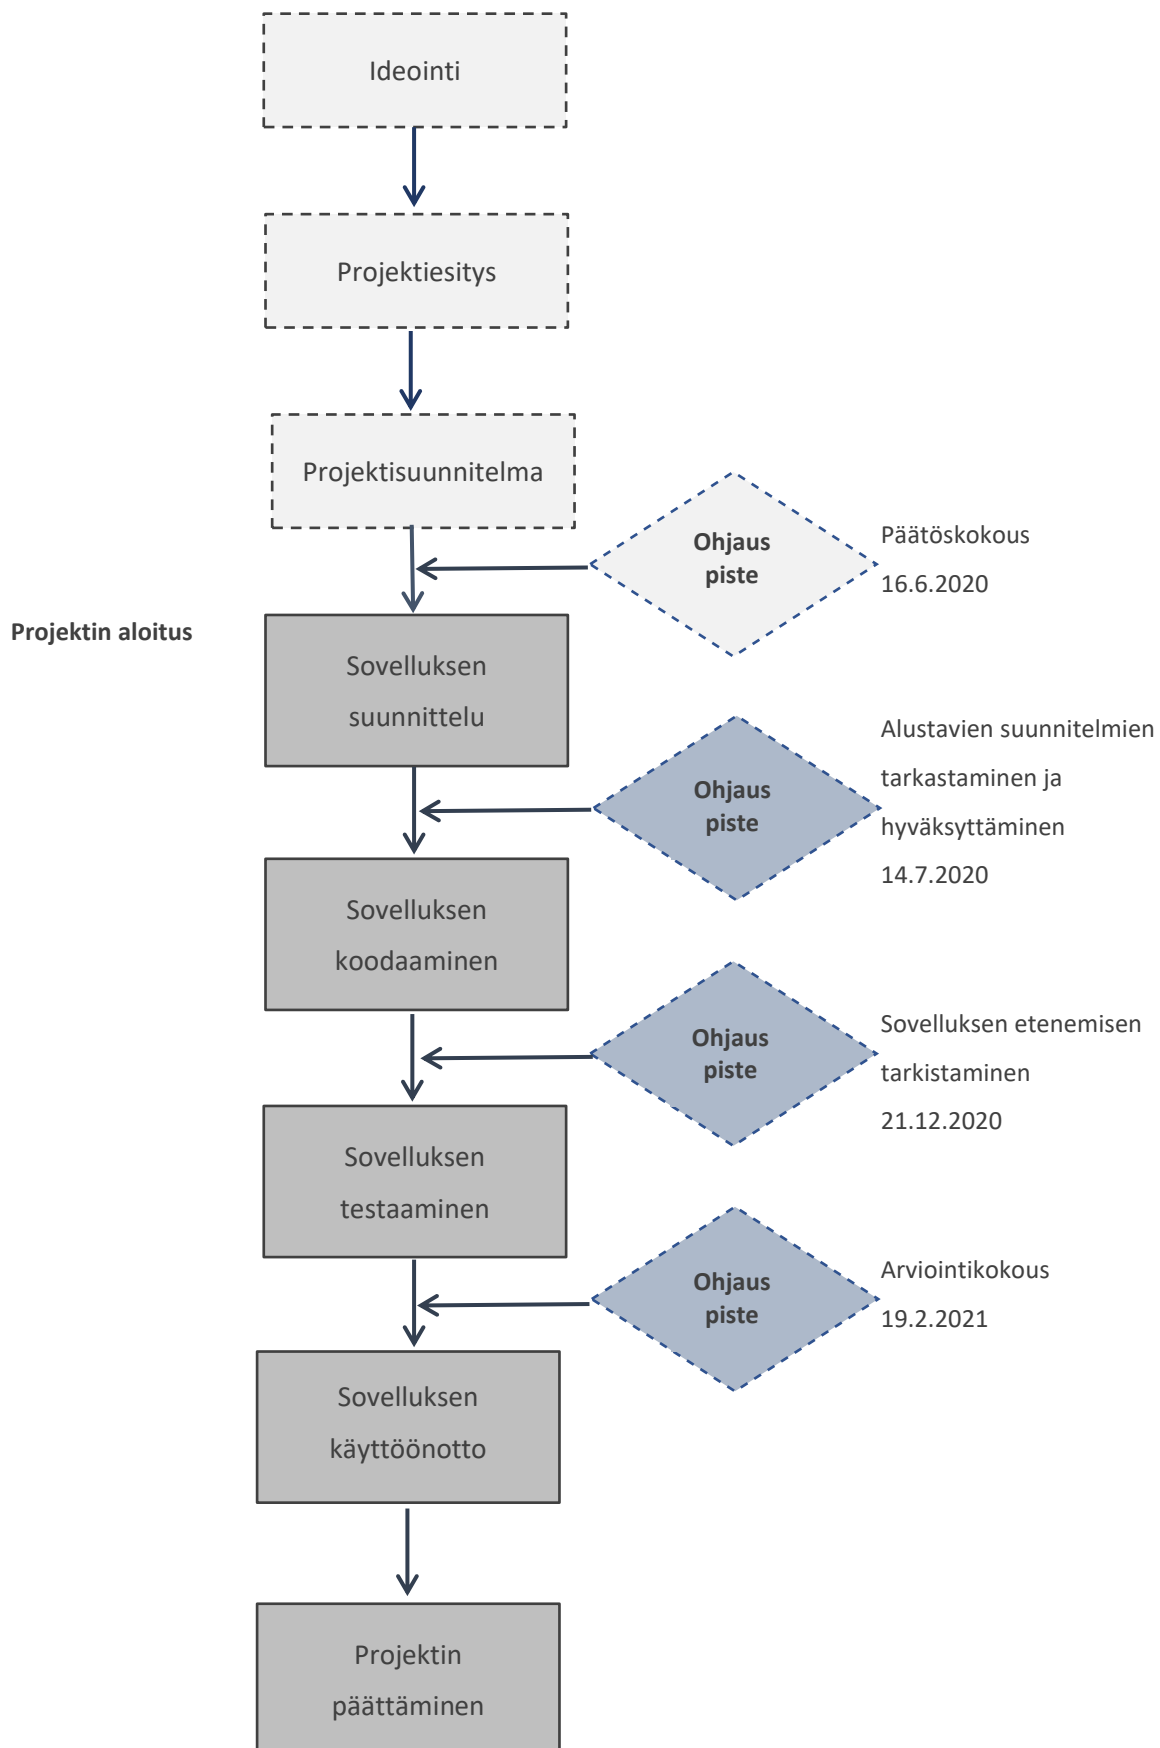 Ideointi
Projektiesitys
Projektisuunnitelma
Ohjaus
piste
Päätöskokous
16.6.2020
Projektin aloitus
Sovelluksen
suunnittelu
Ohjaus
piste
Alustavien suunnitelmien
tarkastaminen ja
hyväksyttäminen
14.7.2020
Sovelluksen
koodaaminen
Ohjaus
piste
Sovelluksen etenemisen
tarkistaminen
21.12.2020
Sovelluksen
testaaminen
Ohjaus
piste
Arviointikokous
19.2.2021
Sovelluksen
käyttöönotto
Projektin
päättäminen